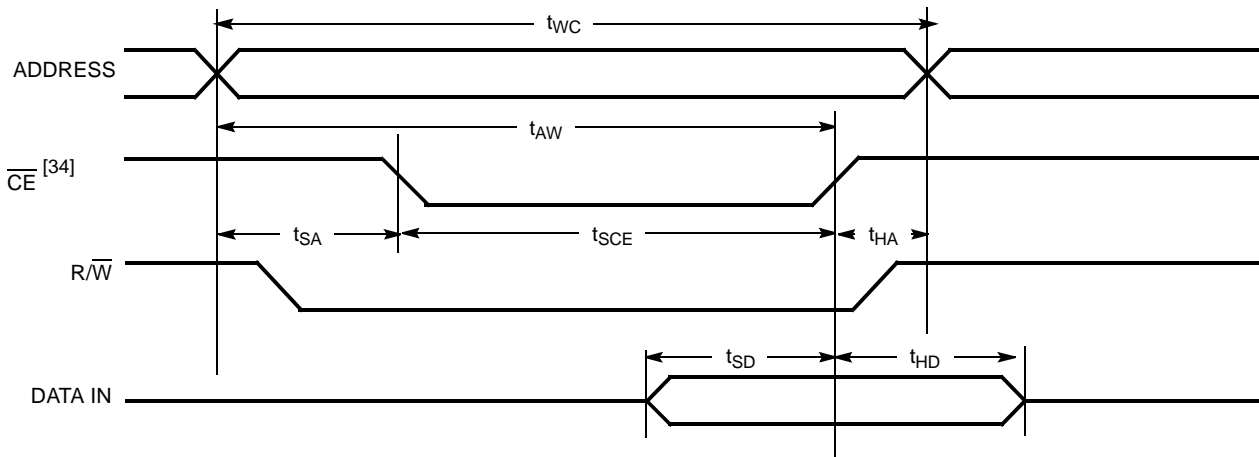 tWC
ADDRESS
tAW
CE [34]
tSA
tSCE
tHA
R/W
tSD
tHD
DATA IN